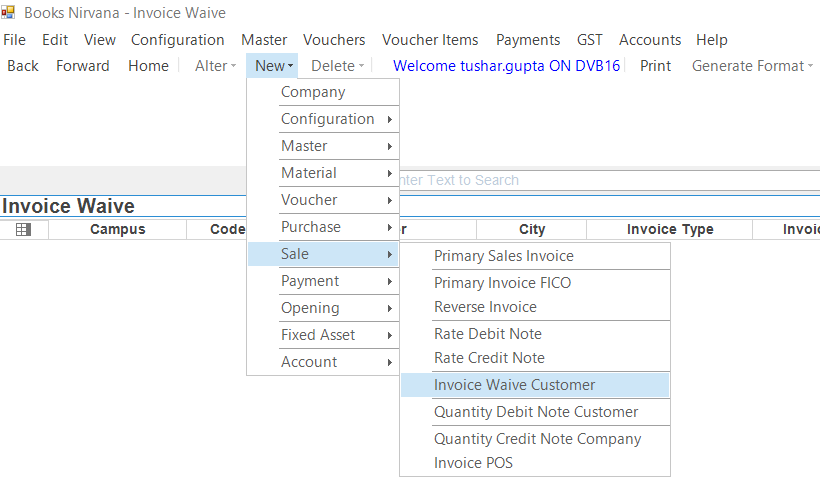 Books Nirvana - Invoice Waive
File Edit View Configuration Master Vouchers Voucher Items Payments GST Accounts Help
Back Forward Home Alter New Delete Welcome tushar.gupta ON DVB16 Print Generate Format
Company
Configuration
Master
Material
Voucher
Purchase
Sale
Payment
Opening
Fixed Asset
Account
nter Text to Search
Invoice Waive
Campus Code r City Invoice Type Invoi
Primary Sales Invoice
Primary Invoice FICO
Reverse Invoice
Rate Debit Note
Rate Credit Note
Invoice Waive Customer
Quantity Debit Note Customer
Quantity Credit Note Company
Invoice POS